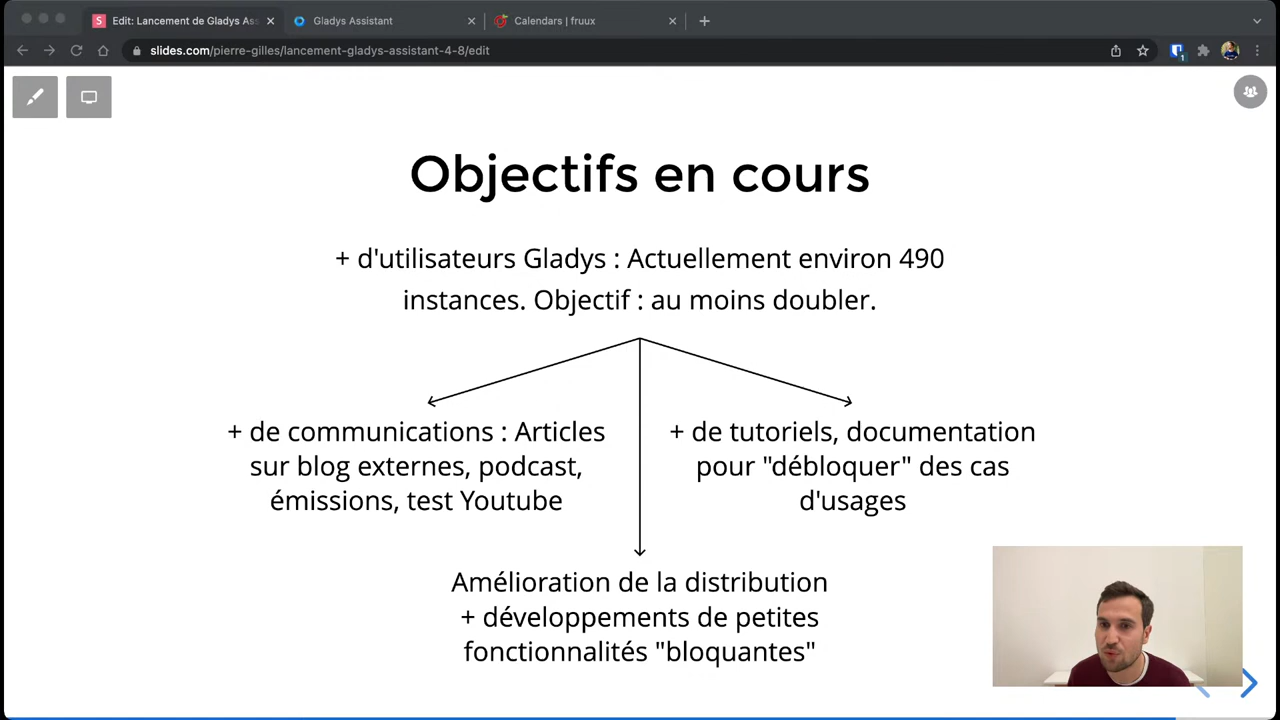 Edit: Lancement de Gladys Ass
Gladys Assistant
Calendars | fruux
slides.com/pierre-gilles/lancement-gladys-assistant-4-8/edit
1
Objectifs en cours
+ d'utilisateurs Gladys : Actuellement environ 490
instances. Objectif : au moins doubler.
+ de communications : Articles
sur blog externes, podcast,
émissions, test Youtube
+ de tutoriels, documentation
pour "débloquer" des cas
d'usages
Amélioration de la distribution
+ développements de petites
fonctionnalités "bloquantes"